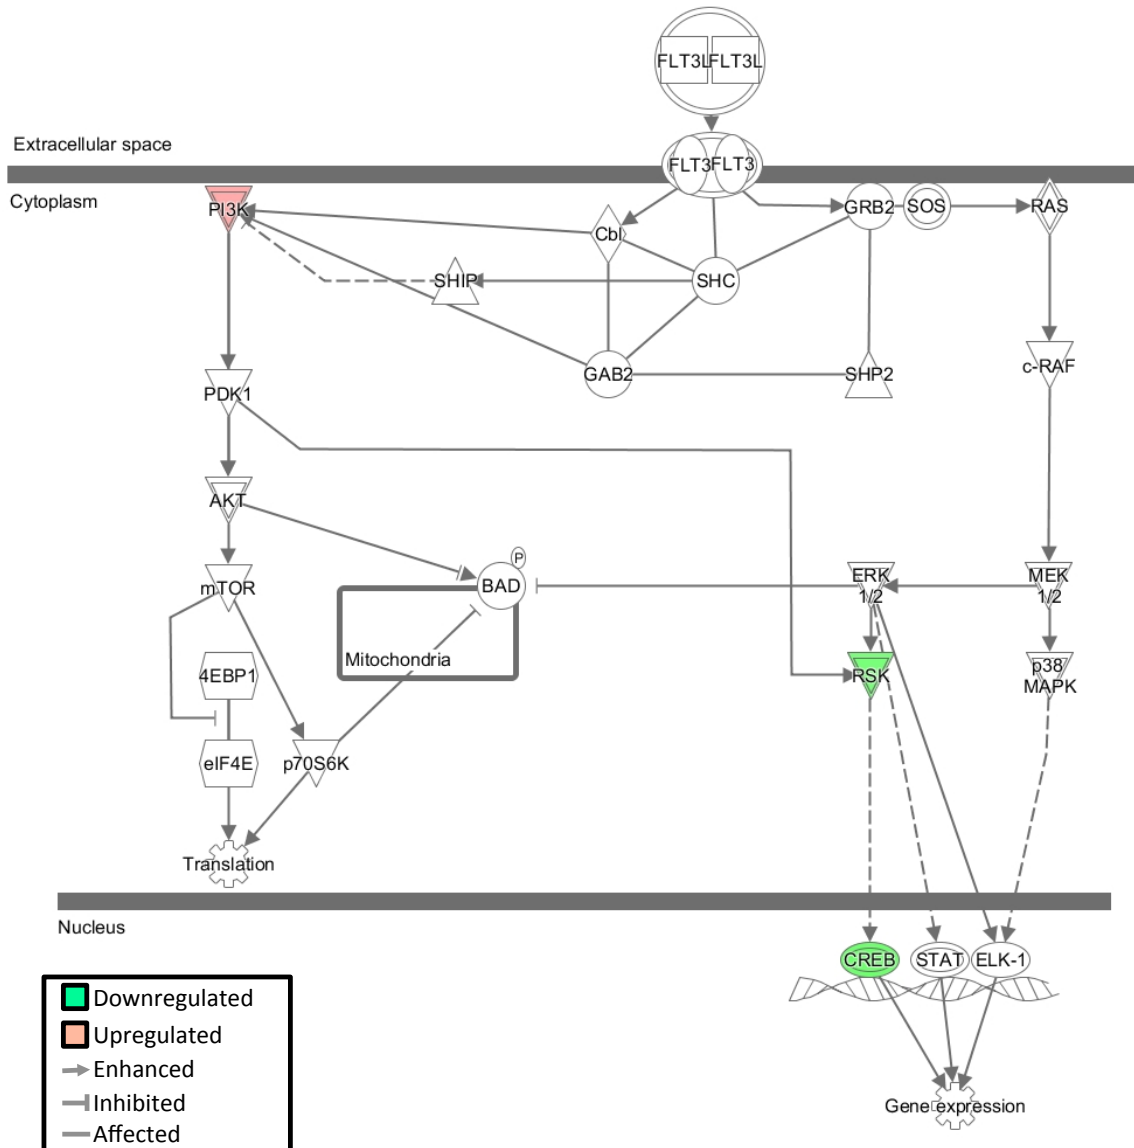 FLT3L FLT3L
Extracellular space
FLT3 FLT3
Cytoplasm
PI3K
GRB2
SOS
RAS
Cbl
SHIP
SHC
c-RAF
GAB2
SHP2
PDK1
AKT
P
BAD
mTOR
ERK
1/2
MEK
1/2
Mitochondria
4EBP1
RSK
p38
MAPK
eIF4E
p70S6K
Translation
Nucleus
CREB
STAT
ELK-1
Downregulated
Upregulated
Enhanced
Inhibited
Affected
Gene expression